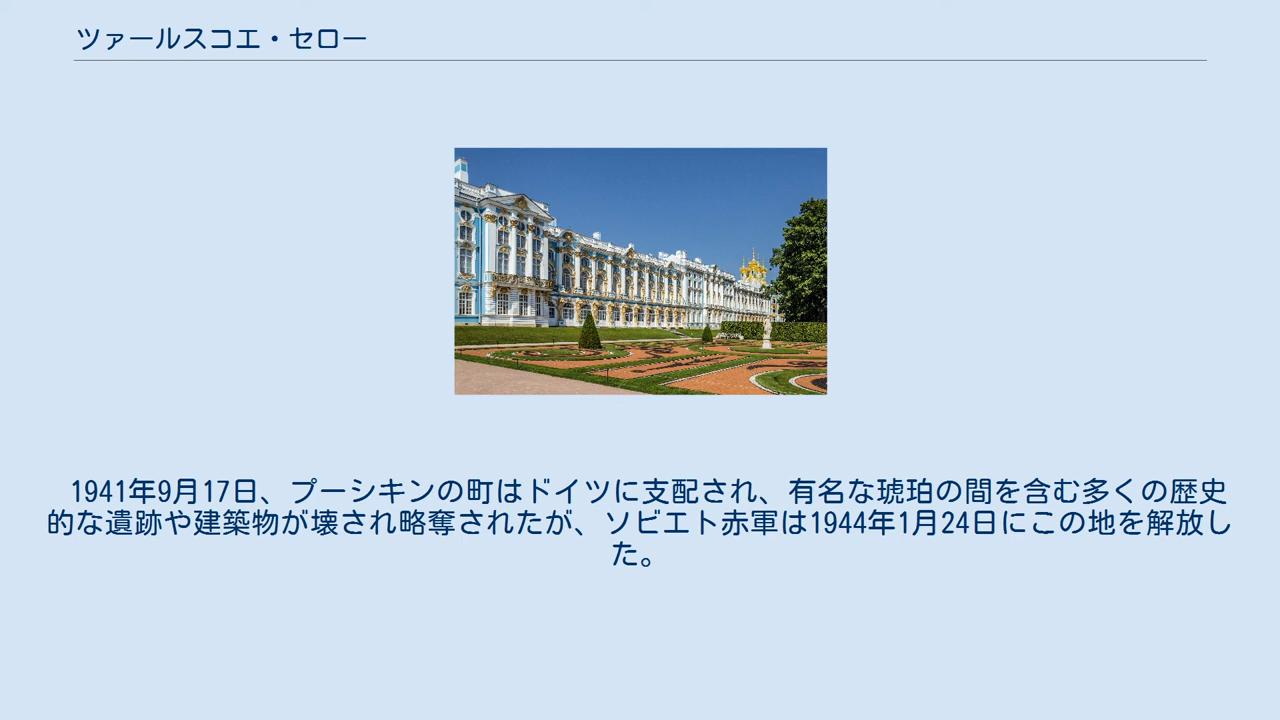 ツァールスコエ・セロー
1941年9月17日、プーシキンの町はドイツに支配され、有名な琥珀の間を含む多くの歴史
的な遺跡や建築物が壊され略奪されたが、ソビエト赤軍は1944年1月24日にこの地を解放し
た。